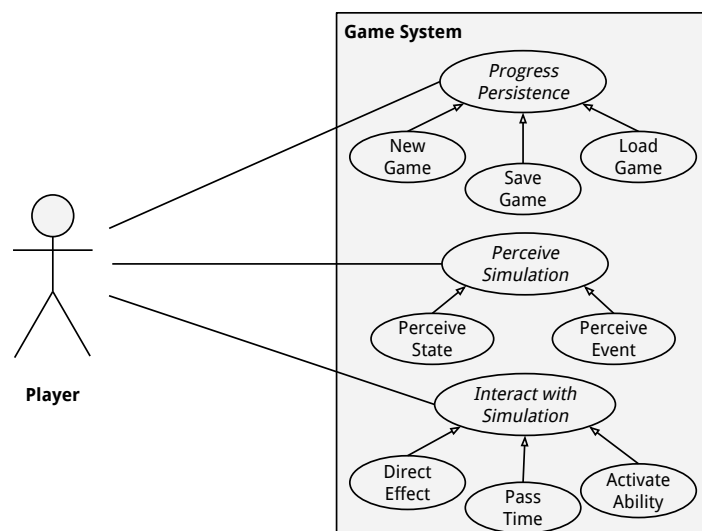 Game System
Progress
Persistence
New
Game
Save
Game
Load
Game
Perceive
Simulation
Perceive
State
Perceive
Event
Player
Interact with
Simulation
Direct
Effect
Pass
Time
Activate
Ability